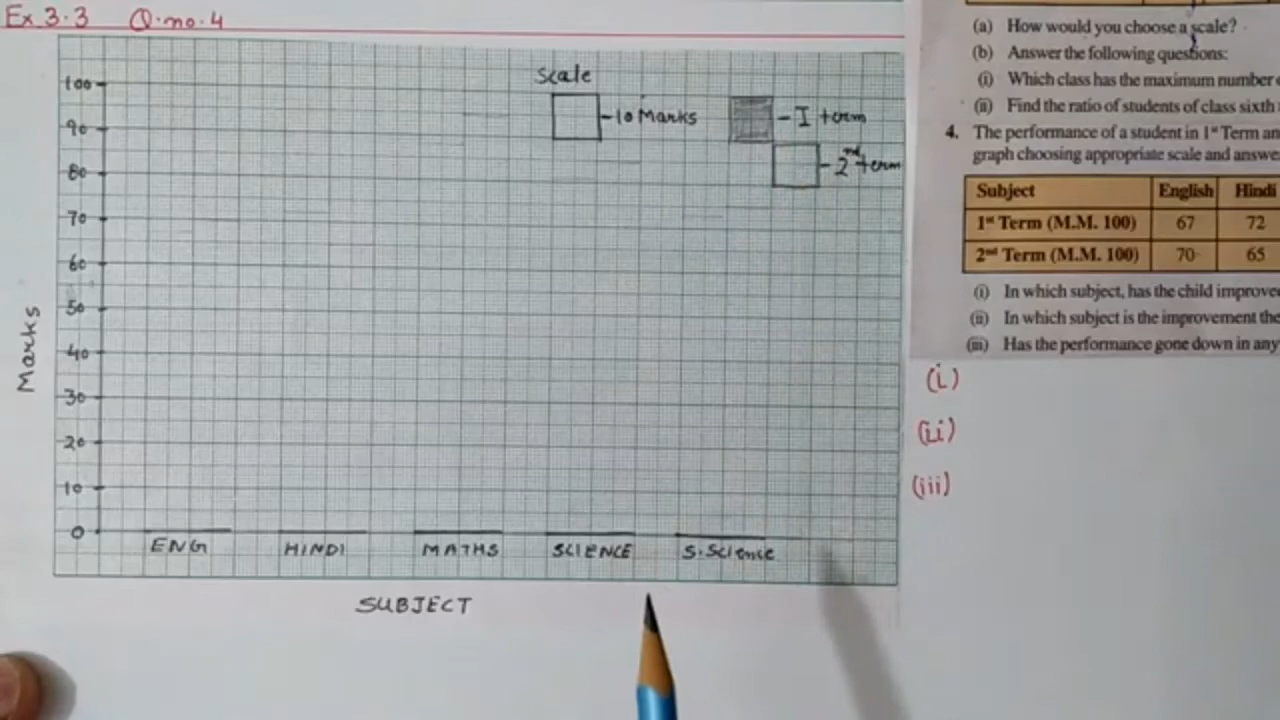 Ex 3.3 Q.no.4
Scale
-10 Marks
- I term
- 2nd term
100
90
80
70
60
50
40
30
20
10
0
Marks
ENG HINDI MATHS SCIENCE S.Science
SUBJECT
(a) How would you choose a scale?
(b) Answer the following questions:
(i) Which class has the maximum number
(ii) Find the ratio of students of class sixth
4. The performance of a student in 1st Term an
graph choosing appropriate scale and answe
Subject English Hindi
1st Term (M.M. 100) 67 72
2nd Term (M.M. 100) 70 65
(i) In which subject, has the child improve
(ii) In which subject is the improvement the
(iii) Has the performance gone down in any
(i)
(ii)
(iii)